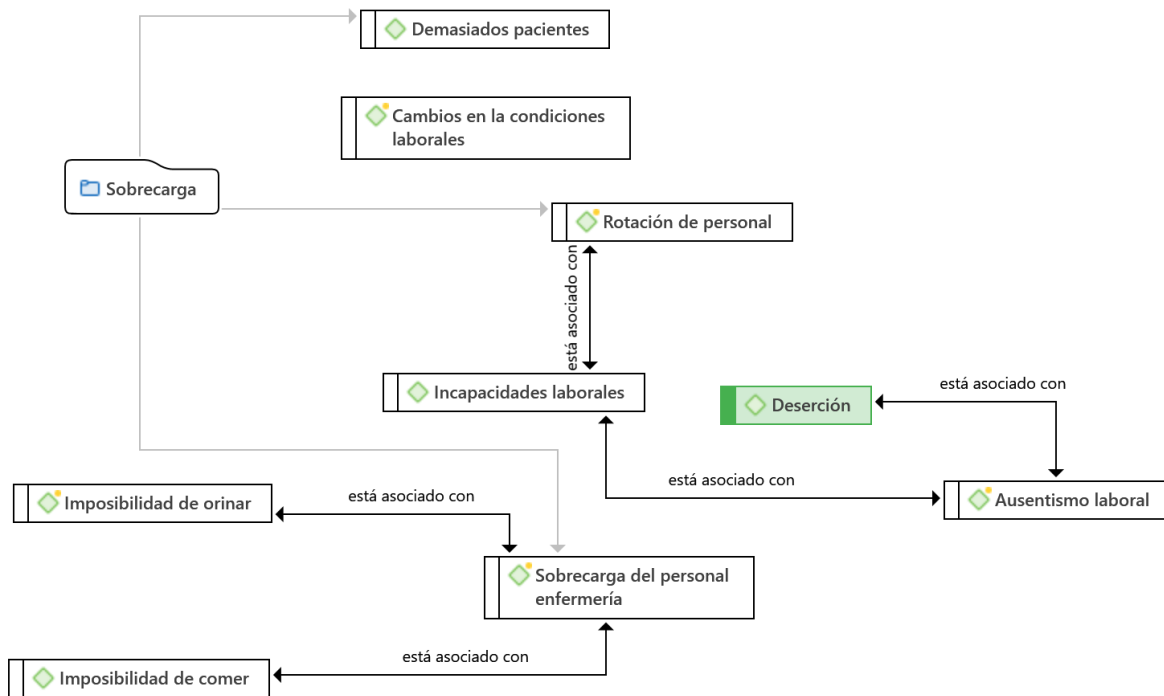 Demasiados pacientes
Cambios en la condiciones
laborales
Sobrecarga
Rotación de personal
está asociado con
Incapacidades laborales
está asociado con
Deserción
está asociado con
Imposibilidad de orinar
está asociado con
Ausentismo laboral
Sobrecarga del personal
enfermería
está asociado con
Imposibilidad de comer